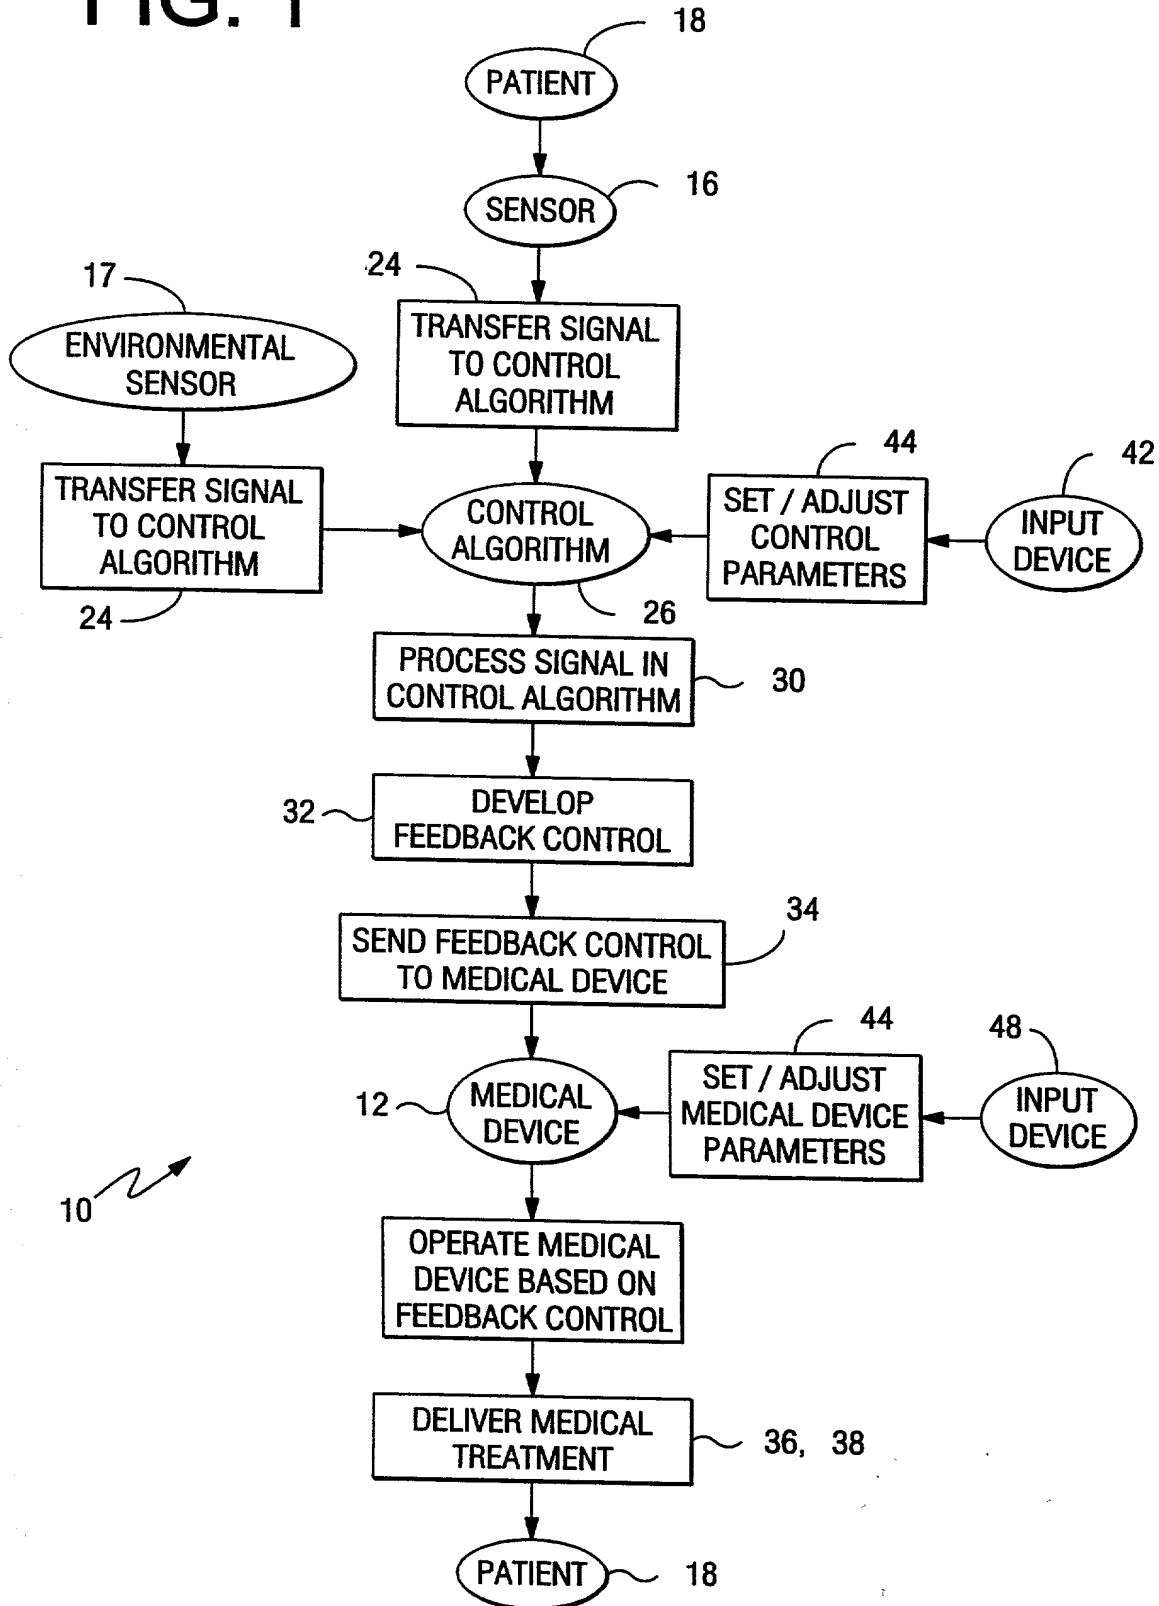 FIG. 1
18
PATIENT
16
SENSOR
24
TRANSFER SIGNAL
TO CONTROL
ALGORITHM
17
ENVIRONMENTAL
SENSOR
TRANSFER SIGNAL
TO CONTROL
ALGORITHM
24
CONTROL
ALGORITHM
26
44
SET / ADJUST
CONTROL
PARAMETERS
42
INPUT
DEVICE
PROCESS SIGNAL IN
CONTROL ALGORITHM
30
32
DEVELOP
FEEDBACK CONTROL
34
SEND FEEDBACK CONTROL
TO MEDICAL DEVICE
12
MEDICAL
DEVICE
44
SET / ADJUST
MEDICAL DEVICE
PARAMETERS
48
INPUT
DEVICE
10
OPERATE MEDICAL
DEVICE BASED ON
FEEDBACK CONTROL
DELIVER MEDICAL
TREATMENT
36, 38
PATIENT
18